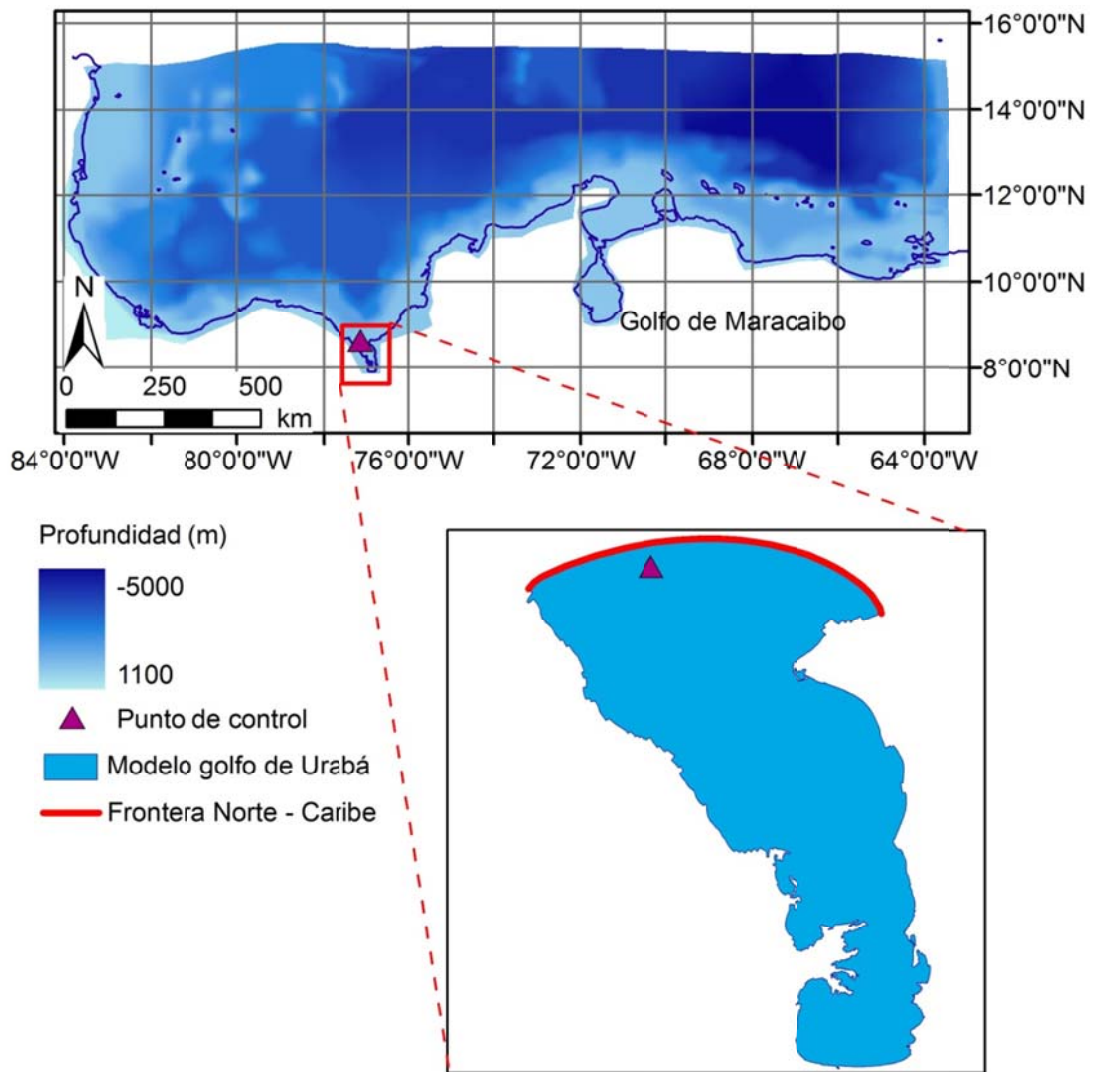 16°0'0"N
14°0'0"N
12°0'0"N
10°0'0"N
8°0'0"N
N
Golfo de Maracaibo
0 250 500
km
84°0'0"W 80°0'0"W 76°0'0"W 72°0'0"W 68°0'0"W 64°0'0"W
Profundidad (m)
-5000
1100
Punto de control
Modelo golfo de Urabá
Frontera Norte - Caribe